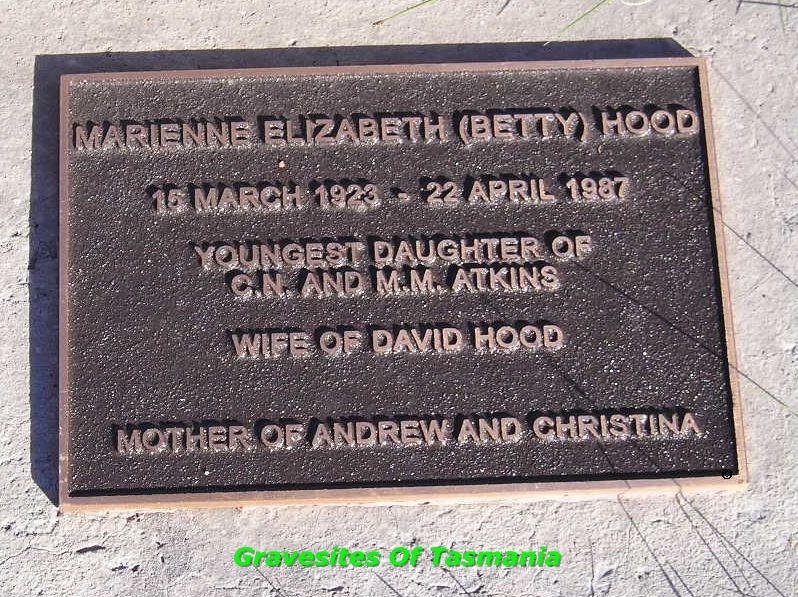 MARIENNE ELIZABETH (BETTY) HOOD
15 MARCH 1923 - 22 APRIL 1987
YOUNGEST DAUGHTER OF
C.N. AND M.M. ATKINS
WIFE OF DAVID HOOD
MOTHER OF ANDREW AND CHRISTINA
Gravesites Of Tasmania